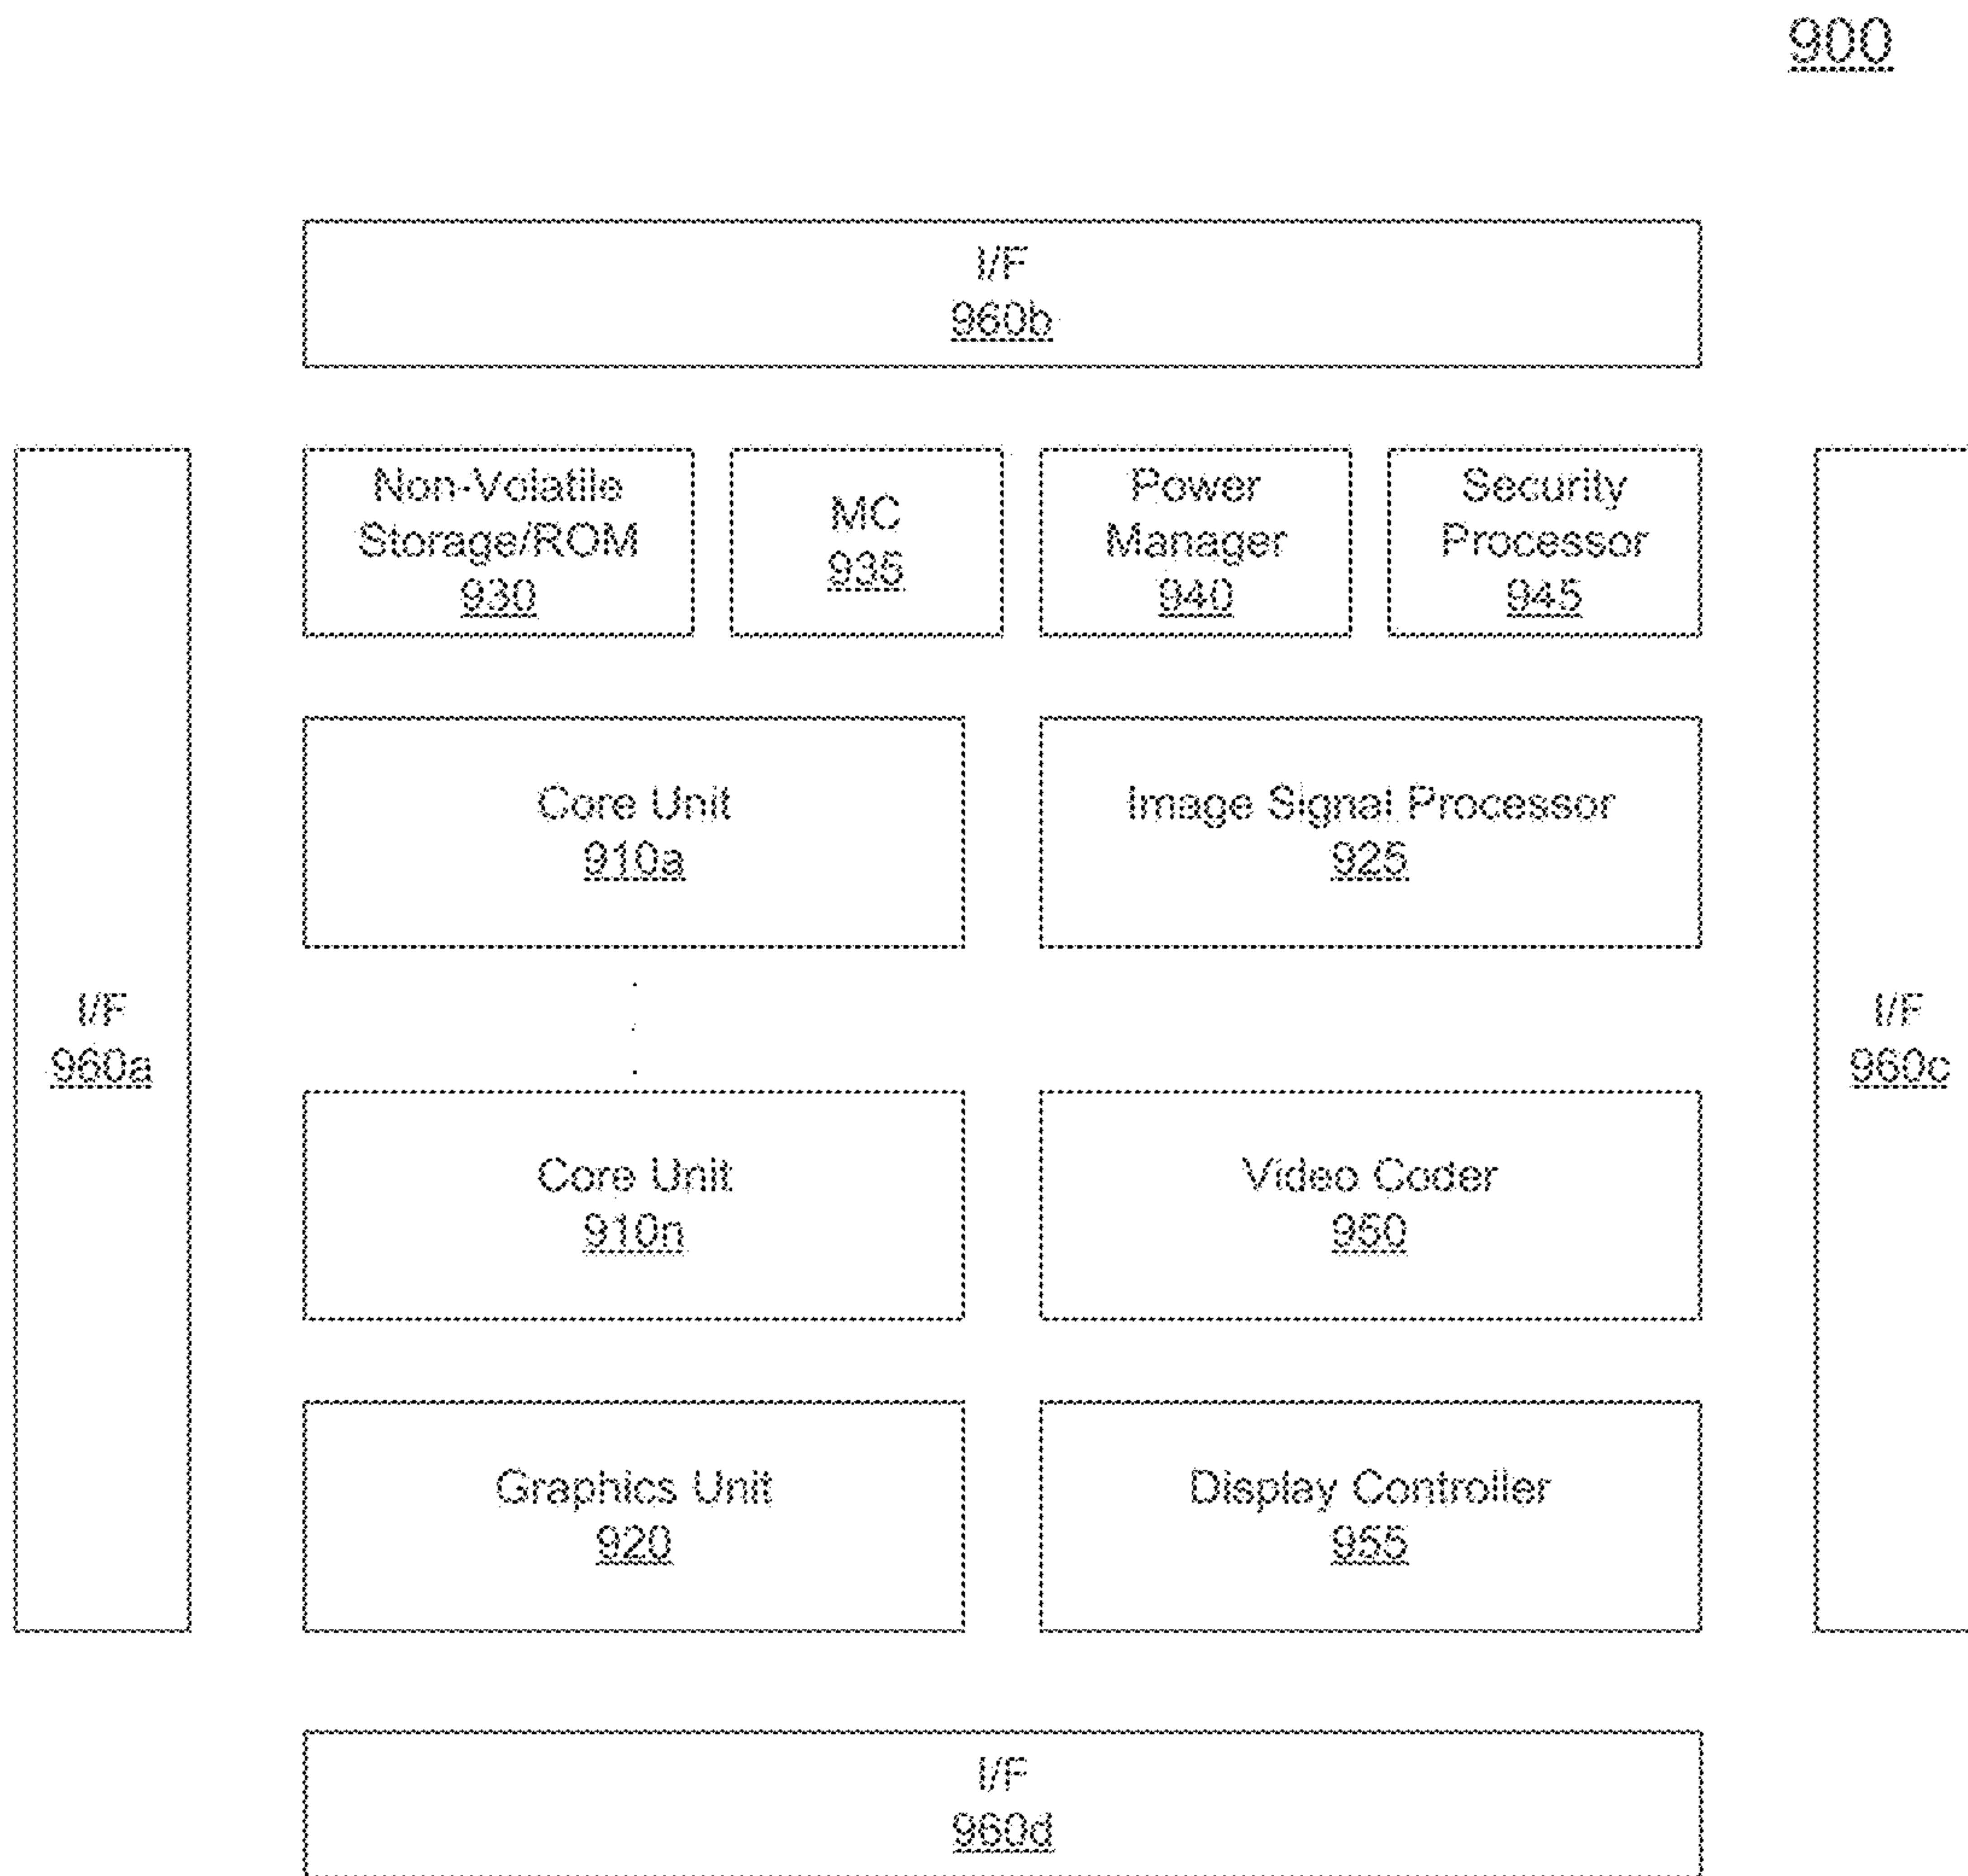 900
I/F
960b
Non-Volatile
Storage/ROM
930
MC
935
Power
Manager
940
Security
Processor
945
Core Unit
910a
Image Signal Processor
925
I/F
960a
I/F
960c
Core Unit
910n
Video Coder
950
Graphics Unit
920
Display Controller
955
I/F
960d